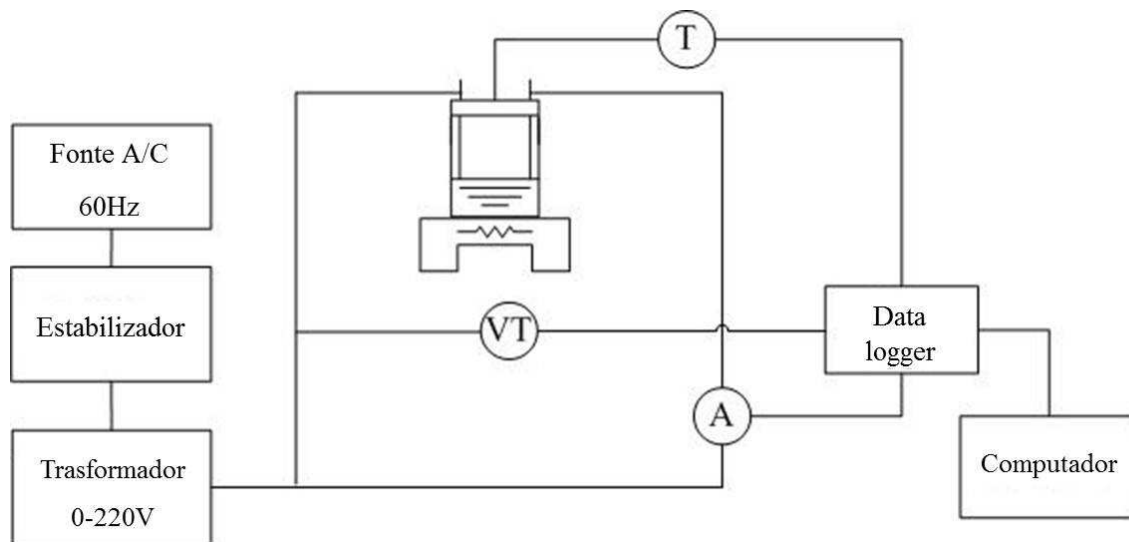 T
Fonte A/C
60Hz
Estabilizador
VT
Data
logger
A
Trasformador
0-220V
Computador